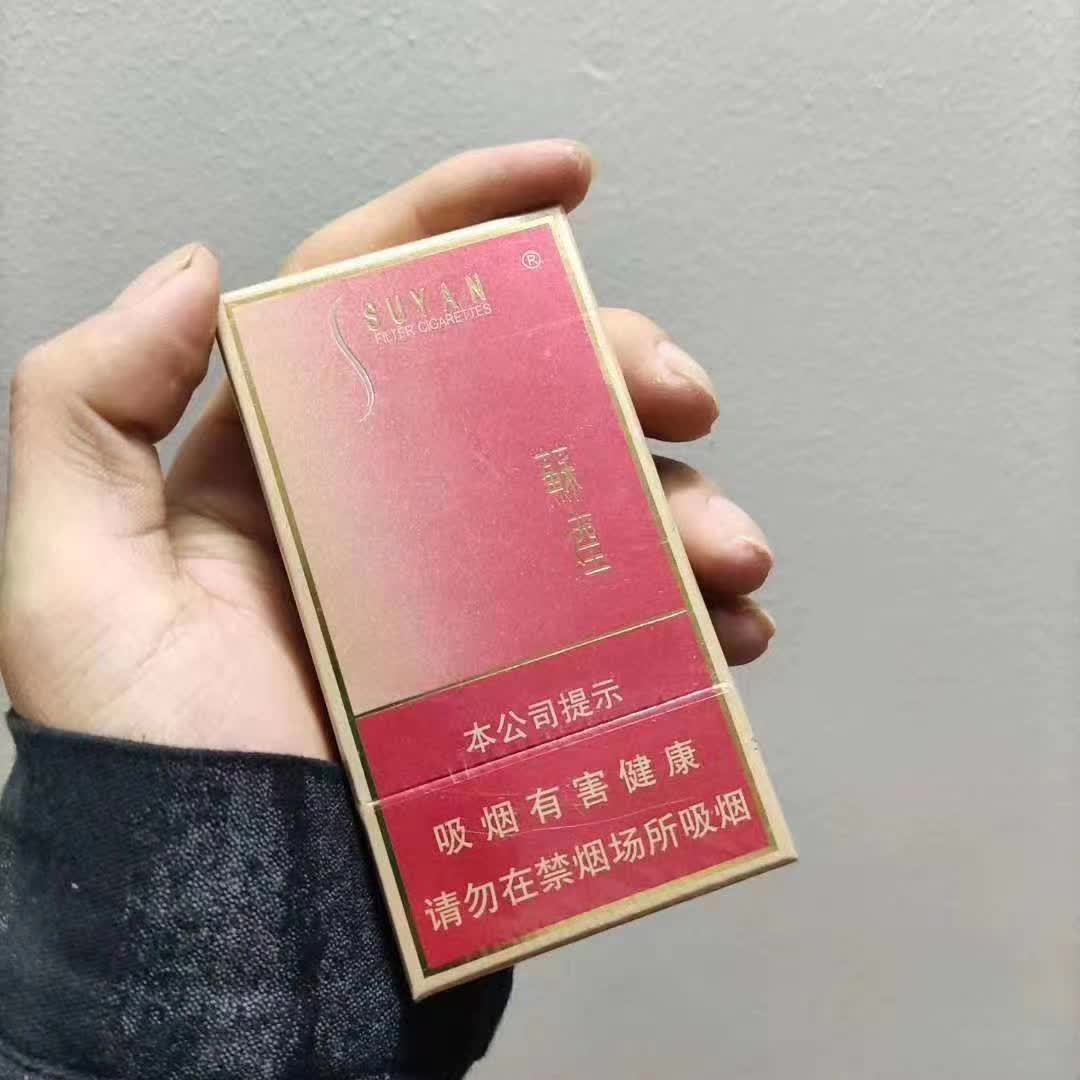 SUYAN
®
FILTER CIGARETTES
蘇
煙
本公司提示
吸烟有害健康
请勿在禁烟场所吸烟